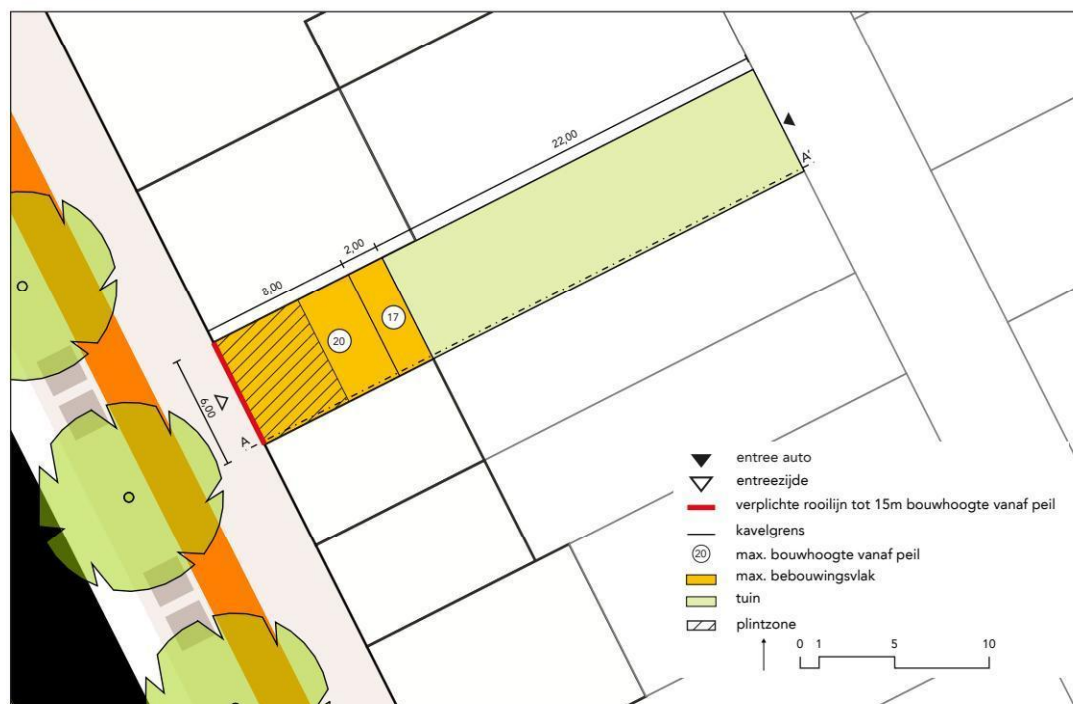 22,00
A'
2,00
8,00
17
20
6,00
A
entree auto
entreezijde
verplichte rooilijn tot 15m bouwhoogte vanaf peil
kavelgrens
20 max. bouwhoogte vanaf peil
max. bebouwingsvlak
tuin
plintzone
0 1 5 10